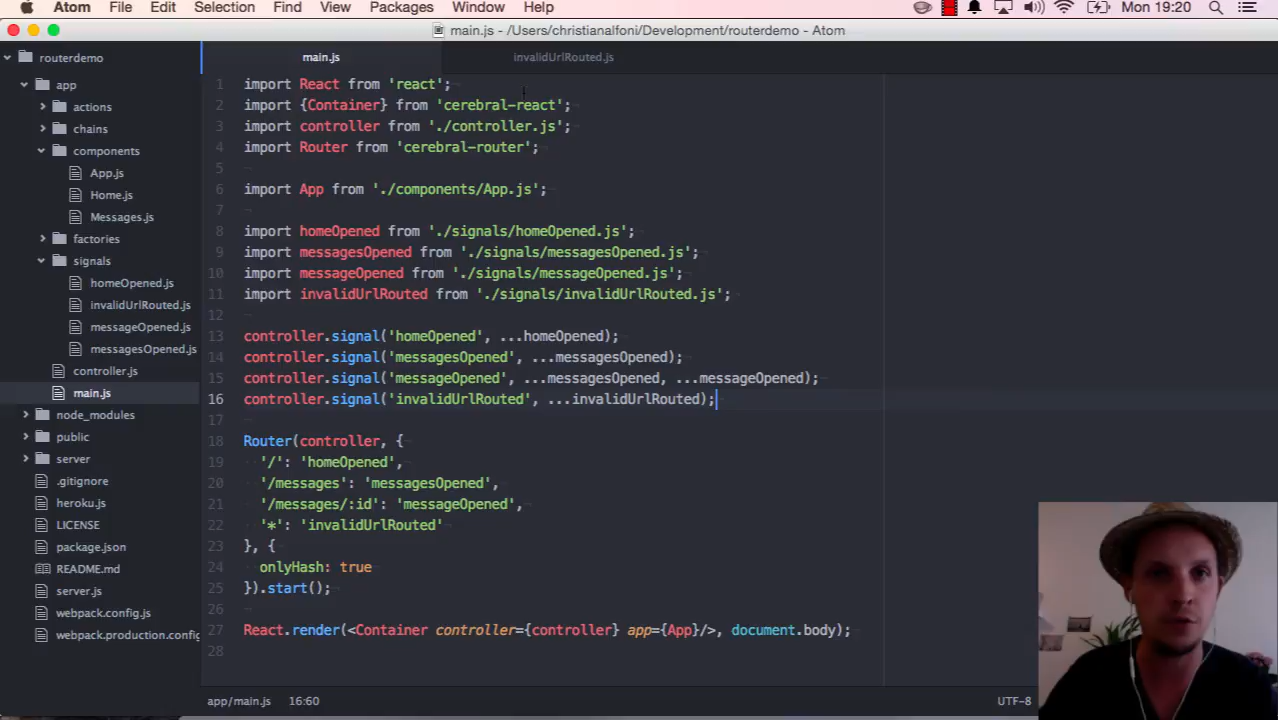 Atom File Edit Selection Find View Packages Window Help Mon 19:20
main.js - /Users/christianalfoni/Development/routerdemo - Atom
routerdemo
app
actions
chains
components
App.js
Home.js
Messages.js
factories
signals
homeOpened.js
invalidUrlRouted.js
messageOpened.js
messagesOpened.js
controller.js
main.js
node_modules
public
server
.gitignore
heroku.js
LICENSE
package.json
README.md
server.js
webpack.config.js
webpack.production.config
main.js invalidUrlRouted.js
1 import React from 'react';
2 import {Container} from 'cerebral-react';
3 import controller from './controller.js';
4 import Router from 'cerebral-router';
5
6 import App from './components/App.js';
7
8 import homeOpened from './signals/homeOpened.js';
9 import messagesOpened from './signals/messagesOpened.js';
10 import messageOpened from './signals/messageOpened.js';
11 import invalidUrlRouted from './signals/invalidUrlRouted.js';
12
13 controller.signal('homeOpened', ...homeOpened);
14 controller.signal('messagesOpened', ...messagesOpened);
15 controller.signal('messageOpened', ...messagesOpened, ...messageOpened);
16 controller.signal('invalidUrlRouted', ...invalidUrlRouted);
17
18 Router(controller, {
19 '/': 'homeOpened',
20 '/messages': 'messagesOpened',
21 '/messages/:id': 'messageOpened',
22 '*': 'invalidUrlRouted'
23 }, {
24 onlyHash: true
25 }).start();
26
27 React.render(<Container controller={controller} app={App}/>, document.body);
28
app/main.js 16:60 UTF-8